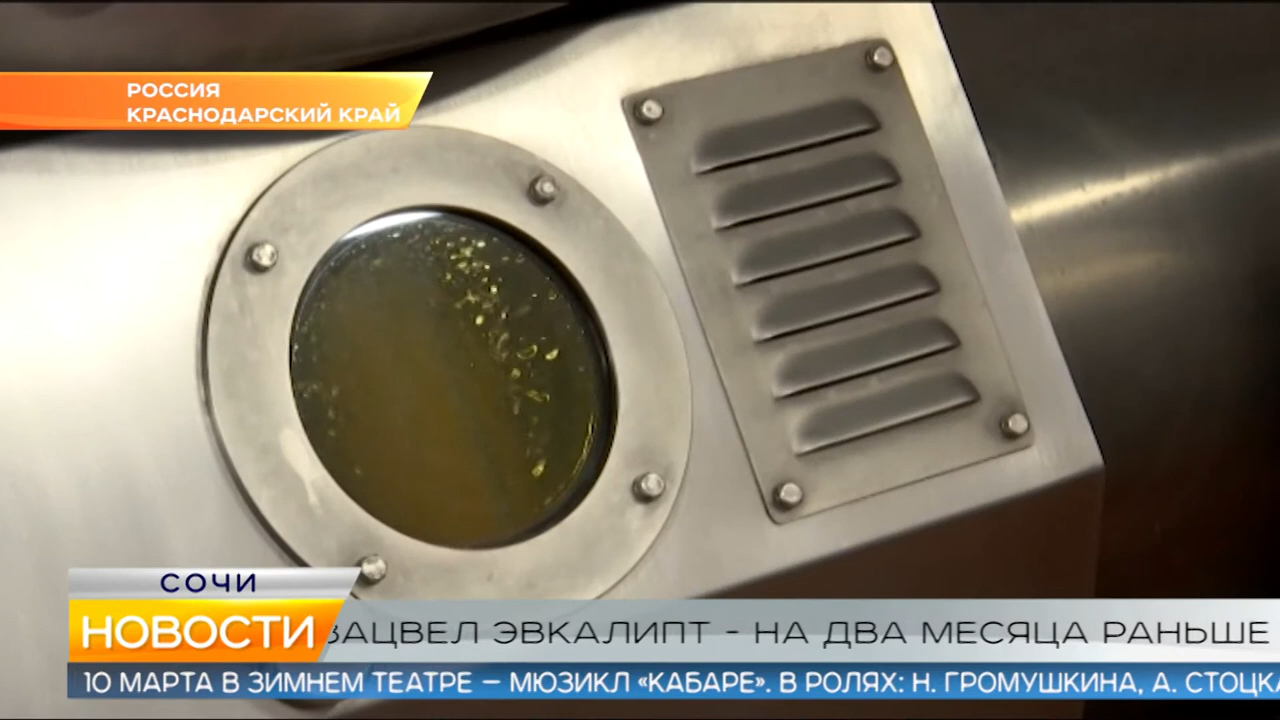 РОССИЯ
КРАСНОДАРСКИЙ КРАЙ
СОЧИ
НОВОСТИ
ЗАЦВЕЛ ЭВКАЛИПТ - НА ДВА МЕСЯЦА РАНЬШЕ
10 МАРТА В ЗИМНЕМ ТЕАТРЕ – МЮЗИКЛ «КАБАРЕ». В РОЛЯХ: Н. ГРОМУШКИНА, А. СТОЦКА